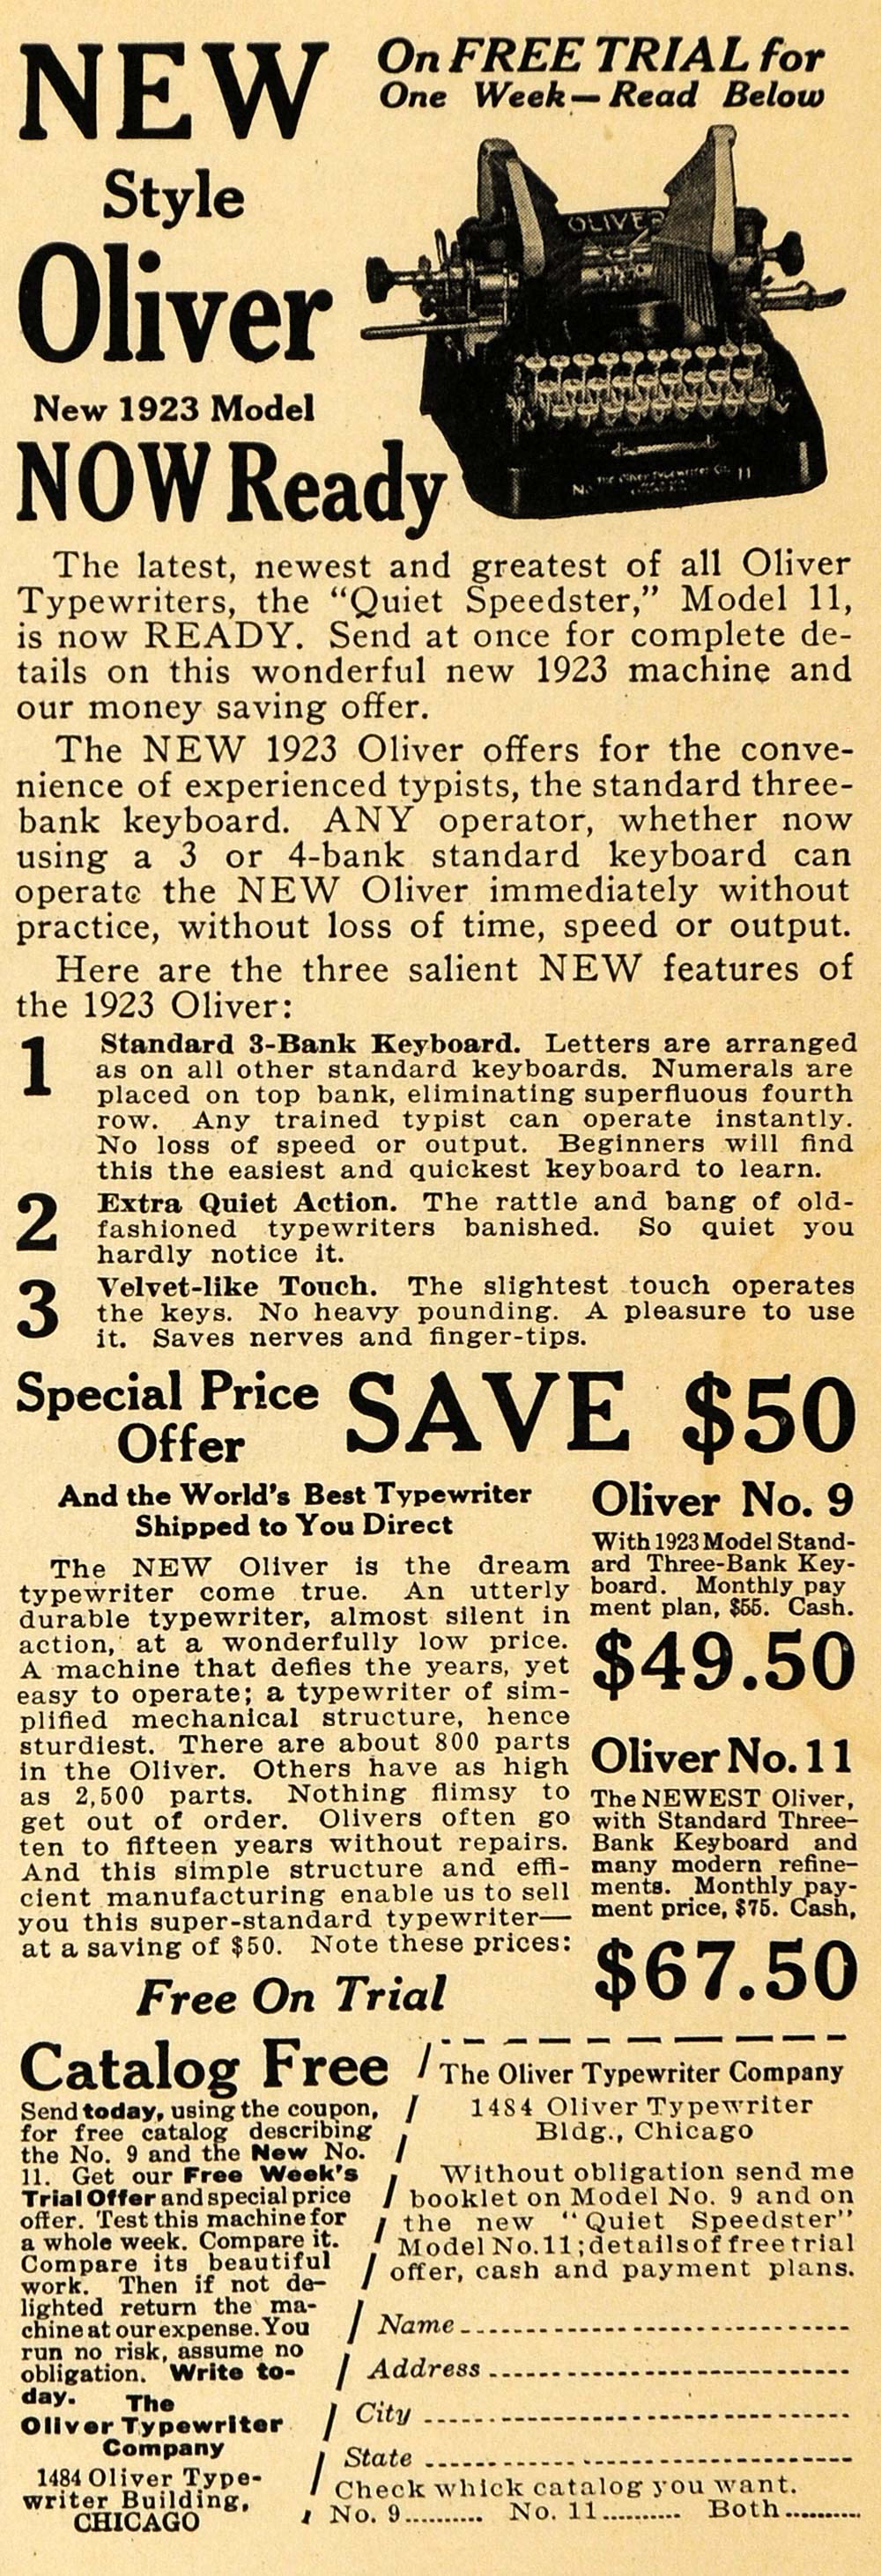 NEW
On FREE TRIAL for
One Week—Read Below
Style
Oliver
OLIVER
New 1923 Model
NOW Ready
No. The Oliver Typewriter Co. 11
The latest, newest and greatest of all Oliver
Typewriters, the “Quiet Speedster,” Model 11,
is now READY. Send at once for complete de-
tails on this wonderful new 1923 machine and
our money saving offer.
The NEW 1923 Oliver offers for the conve-
nience of experienced typists, the standard three-
bank keyboard. ANY operator, whether now
using a 3 or 4-bank standard keyboard can
operate the NEW Oliver immediately without
practice, without loss of time, speed or output.
Here are the three salient NEW features of
the 1923 Oliver:
1 Standard 3-Bank Keyboard. Letters are arranged
as on all other standard keyboards. Numerals are
placed on top bank, eliminating superfluous fourth
row. Any trained typist can operate instantly.
No loss of speed or output. Beginners will find
this the easiest and quickest keyboard to learn.
2 Extra Quiet Action. The rattle and bang of old-
fashioned typewriters banished. So quiet you
hardly notice it.
3 Velvet-like Touch. The slightest touch operates
the keys. No heavy pounding. A pleasure to use
it. Saves nerves and finger-tips.
Special Price
Offer
SAVE $50
And the World's Best Typewriter
Shipped to You Direct
The NEW Oliver is the dream
typewriter come true. An utterly
durable typewriter, almost silent in
action, at a wonderfully low price.
A machine that defies the years, yet
easy to operate; a typewriter of sim-
plified mechanical structure, hence
sturdiest. There are about 800 parts
in the Oliver. Others have as high
as 2,500 parts. Nothing flimsy to
get out of order. Olivers often go
ten to fifteen years without repairs.
And this simple structure and effi-
cient manufacturing enable us to sell
you this super-standard typewriter—
at a saving of $50. Note these prices:
Free On Trial
Oliver No. 9
With 1923 Model Stand-
ard Three-Bank Key-
board. Monthly pay
ment plan, $55. Cash.
$49.50
Oliver No. 11
The NEWEST Oliver,
with Standard Three-
Bank Keyboard and
many modern refine-
ments. Monthly pay-
ment price, $75. Cash,
$67.50
Catalog Free
Send today, using the coupon,
for free catalog describing
the No. 9 and the New No.
11. Get our Free Week's
Trial Offer and special price
offer. Test this machine for
a whole week. Compare it.
Compare its beautiful
work. Then if not de-
lighted return the ma-
chine at our expense. You
run no risk, assume no
obligation. Write to-
day. The
Oliver Typewriter
Company
1484 Oliver Type-
writer Building,
CHICAGO
The Oliver Typewriter Company
1484 Oliver Typewriter
Bldg., Chicago
Without obligation send me
booklet on Model No. 9 and on
the new “Quiet Speedster”
Model No. 11; details of free trial
offer, cash and payment plans.
Name
Address
City
State
Check which catalog you want.
No. 9.......... No. 11.......... Both..........